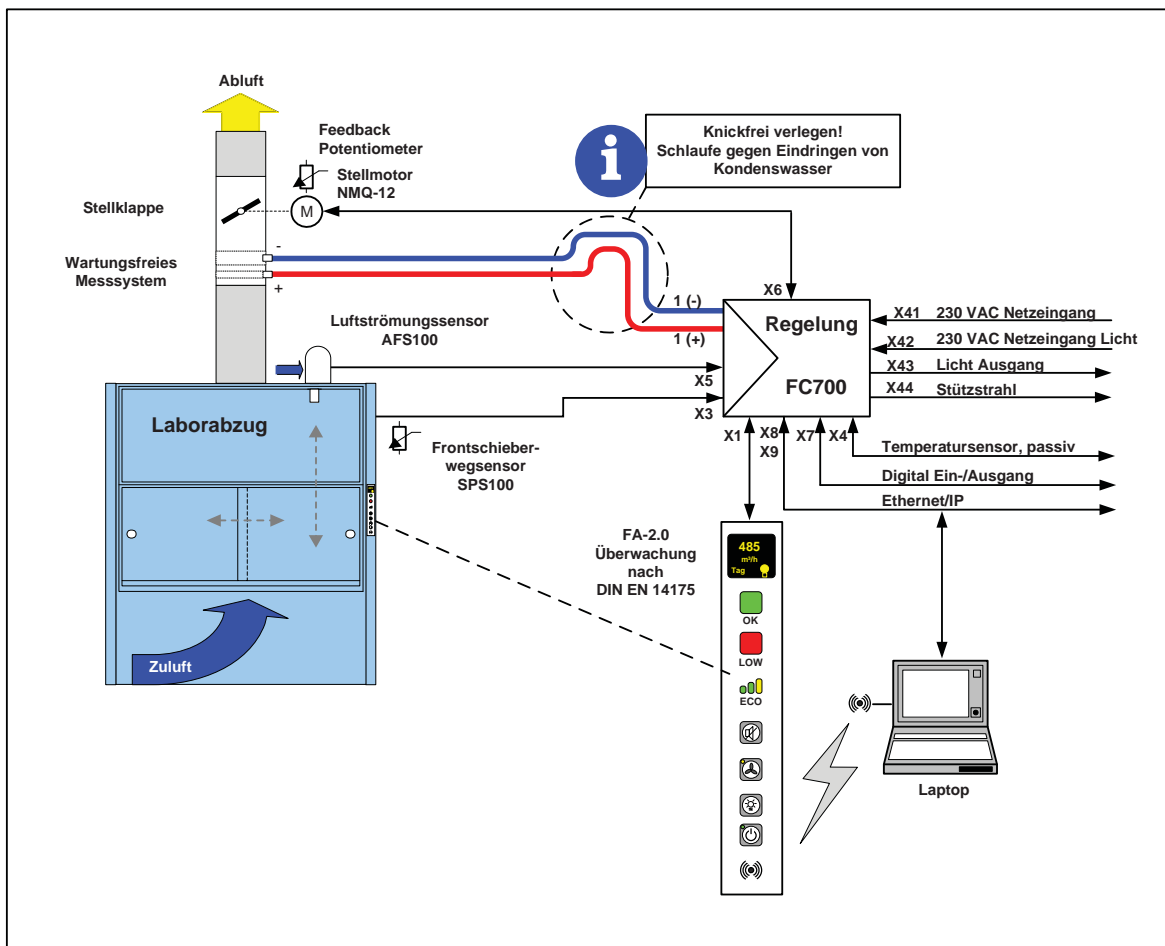 Abluft
Feedback
Potentiometer
Stellmotor
NMQ-12
Knickfrei verlegen!
Schlaufe gegen Eindringen von
Kondenswasser
i
Stellklappe
M
-
Wartungsfreies
Messsystem
+
X6
1 (-)
1 (+)
Regelung
FC700
X41 230 VAC Netzeingang
X42 230 VAC Netzeingang Licht
X43 Licht Ausgang
X44 Stützstrahl
Luftströmungssensor
AFS100
X5
X3
X1
X8
X9
X7
X4
Temperatursensor, passiv
Digital Ein-/Ausgang
Ethernet/IP
Laborabzug
Frontschieber-
wegsensor
SPS100
FA-2.0
Überwachung
nach
DIN EN 14175
485
m³/h
Tag
OK
LOW
ECO
Zuluft
Laptop